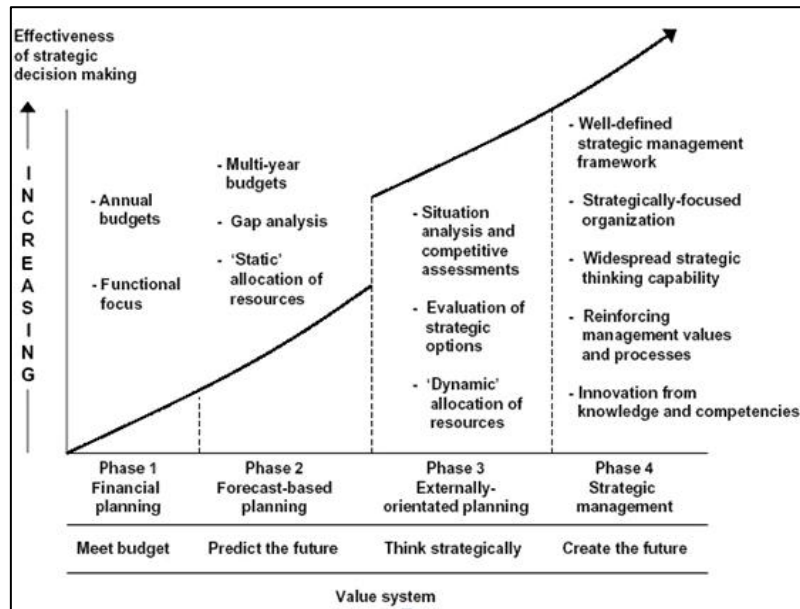 Effectiveness
of strategic
decision making
INCREASING
- Annual
budgets
- Functional
focus
- Multi-year
budgets
- Gap analysis
- ‘Static’
allocation of
resources
- Situation
analysis and
competitive
assessments
- Evaluation of
strategic
options
- ‘Dynamic’
allocation of
resources
- Well-defined
strategic management
framework
- Strategically-focused
organization
- Widespread strategic
thinking capability
- Reinforcing
management values
and processes
- Innovation from
knowledge and competencies
Phase 1
Financial
planning
Phase 2
Forecast-based
planning
Phase 3
Externally-
orientated planning
Phase 4
Strategic
management
Meet budget
Predict the future
Think strategically
Create the future
Value system